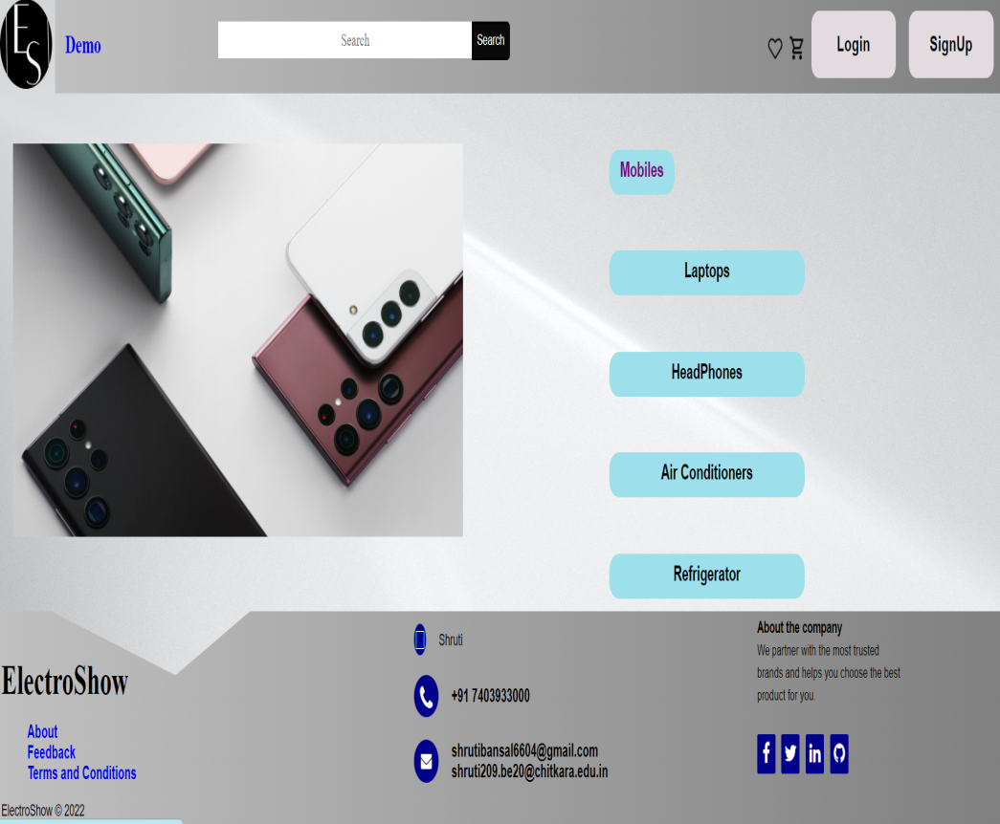 ES
Demo
Search
Search
Login
SignUp
Mobiles
Laptops
HeadPhones
Air Conditioners
Refrigerator
ElectroShow
About
Feedback
Terms and Conditions
ElectroShow © 2022
Shruti
+91 7403933000
shrutibansal6604@gmail.com
shruti209.be20@chitkara.edu.in
About the company
We partner with the most trusted
brands and helps you choose the best
product for you.